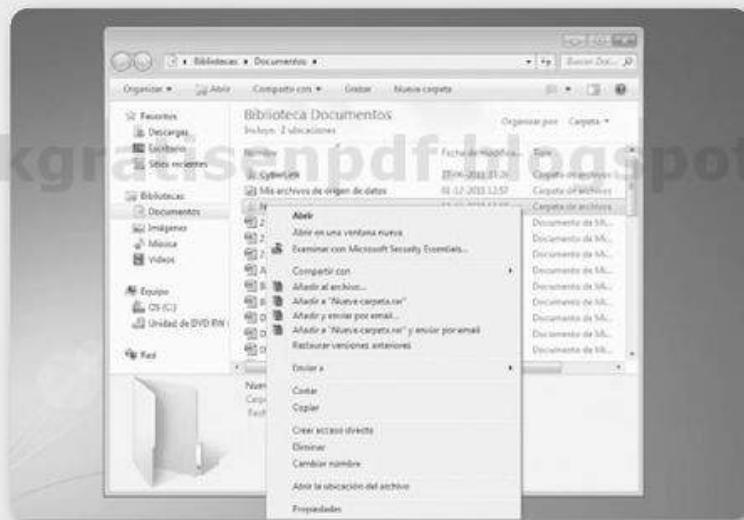 Bibliotecas ▸ Documentos ▸
Buscar Do...
Organizar Abrir Compartir con Grabar Nueva carpeta
Favoritos
Descargas
Escritorio
Sitios recientes
Bibliotecas
Documentos
Imágenes
Música
Videos
Equipo
OS (C:)
Unidad de DVD RW
Red
Biblioteca Documentos
Incluye: 2 ubicaciones
Organizar por: Carpeta
Nombre Fecha de modifica... Tipo
CyberLink Carpeta de archivos
Mis archivos de origen de datos 01-12-2011 12:57 Carpeta de archivos
Carpeta de archivos
Documento de Mi...
Documento de Mi...
Documento de Mi...
Documento de Mi...
Documento de Mi...
Documento de Mi...
Documento de Mi...
Documento de Mi...
Documento de Mi...
Abrir
Abrir en una ventana nueva
Examinar con Microsoft Security Essentials...
Compartir con
Añadir al archivo...
Añadir a "Nueva carpeta.rar"
Añadir y enviar por email...
Añadir a "Nueva carpeta.rar" y enviar por email
Restaurar versiones anteriores
Enviar a
Cortar
Copiar
Crear acceso directo
Eliminar
Cambiar nombre
Abrir la ubicación del archivo
Propiedades
kgratisenpdf.blogspot